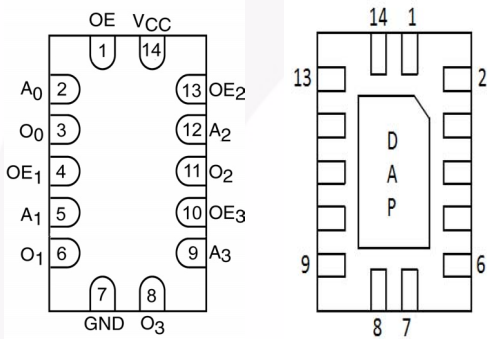 OE VCC
1 14
A0 2 13 OE2
O0 3 12 A2
OE1 4 11 O2
A1 5 10 OE3
O1 6 9 A3
7 8
GND O3
14 1
13 2
D
A
P
9 6
8 7